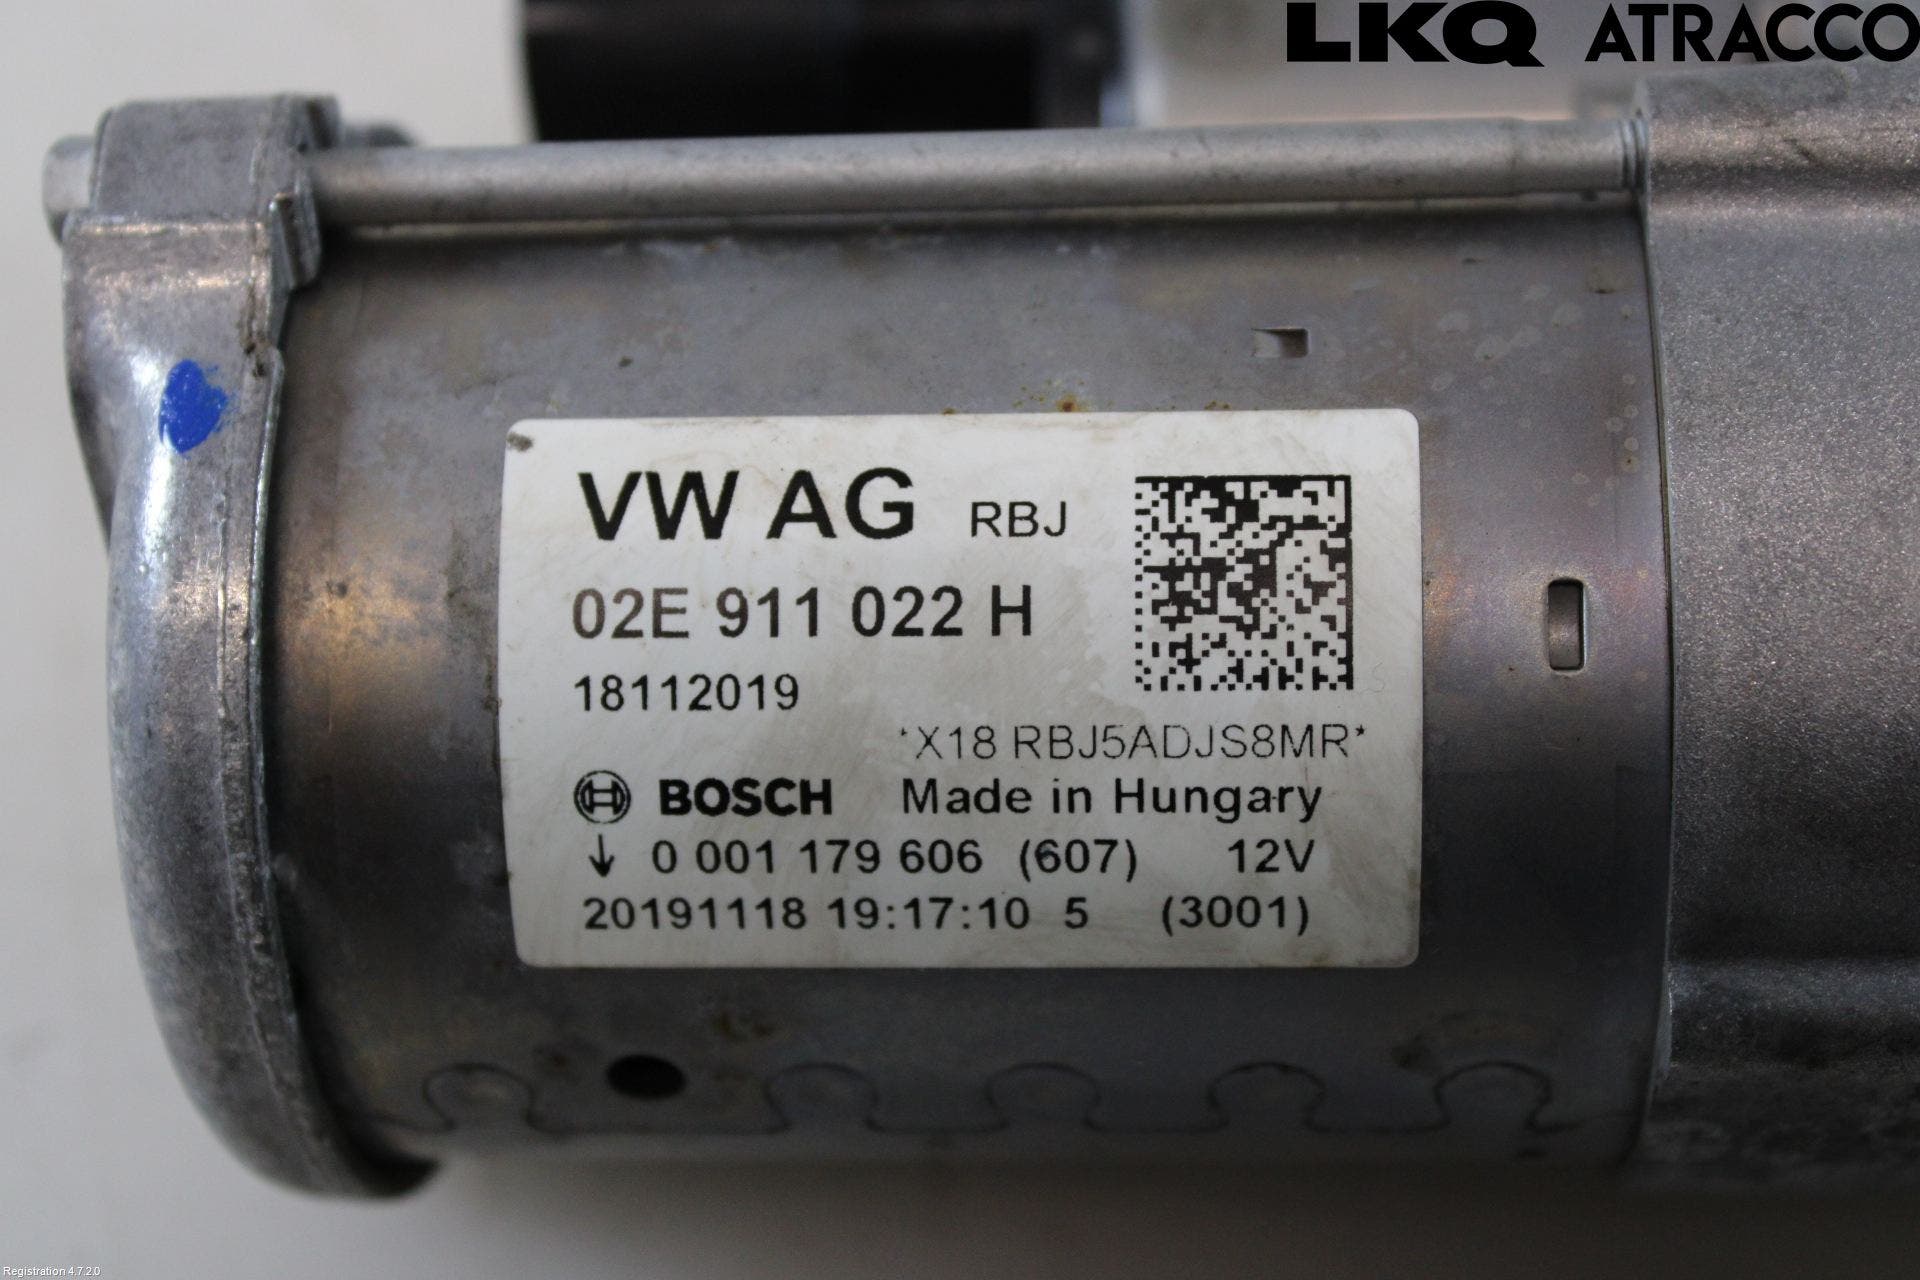 LKQ ATRACCO
VW AG RBJ
02E 911 022 H
18112019
*X18 RBJ5ADJS8MR*
BOSCH Made in Hungary
↓ 0 001 179 606 (607) 12V
20191118 19:17:10 5 (3001)
Registration 4.7.2.0